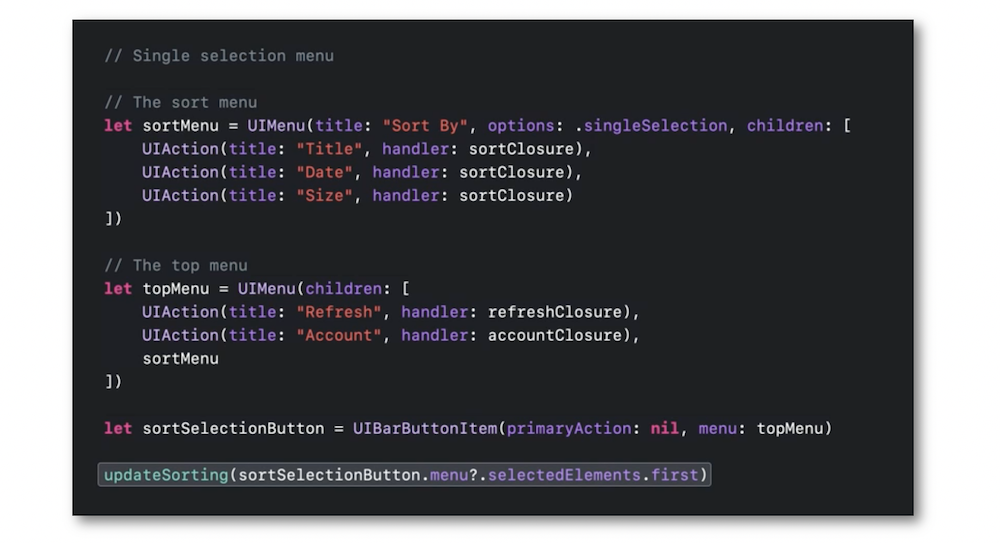 // Single selection menu
// The sort menu
let sortMenu = UIMenu(title: "Sort By", options: .singleSelection, children: [
    UIAction(title: "Title", handler: sortClosure),
    UIAction(title: "Date", handler: sortClosure),
    UIAction(title: "Size", handler: sortClosure)
])
// The top menu
let topMenu = UIMenu(children: [
    UIAction(title: "Refresh", handler: refreshClosure),
    UIAction(title: "Account", handler: accountClosure),
    sortMenu
])
let sortSelectionButton = UIBarButtonItem(primaryAction: nil, menu: topMenu)
updateSorting(sortSelectionButton.menu?.selectedElements.first)